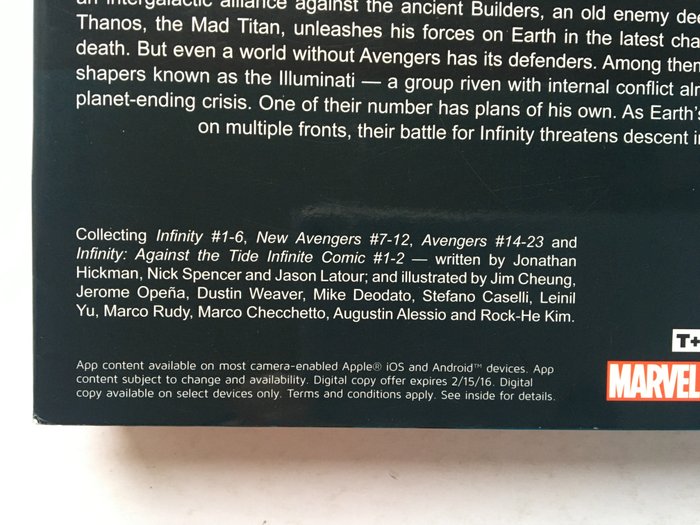 intergalactic alliance against the ancient Builders, an old enemy
Thanos, the Mad Titan, unleashes his forces on Earth in the latest
death. But even a world without Avengers has its defenders. Among
shapers known as the Illuminati — a group riven with internal conflict
planet-ending crisis. One of their number has plans of his own. As Earth's
on multiple fronts, their battle for Infinity threatens descent
Collecting Infinity #1-6, New Avengers #7-12, Avengers #14-23 and
Infinity: Against the Tide Infinite Comic #1-2 — written by Jonathan
Hickman, Nick Spencer and Jason Latour; and illustrated by Jim Cheung,
Jerome Opeña, Dustin Weaver, Mike Deodato, Stefano Caselli, Leinil
Yu, Marco Rudy, Marco Checchetto, Augustin Alessio and Rock-He Kim.
T+
App content available on most camera-enabled Apple® iOS and Android™ devices. App
content subject to change and availability. Digital copy offer expires 2/15/16. Digital
copy available on select devices only. Terms and conditions apply. See inside for details.
MARVEL